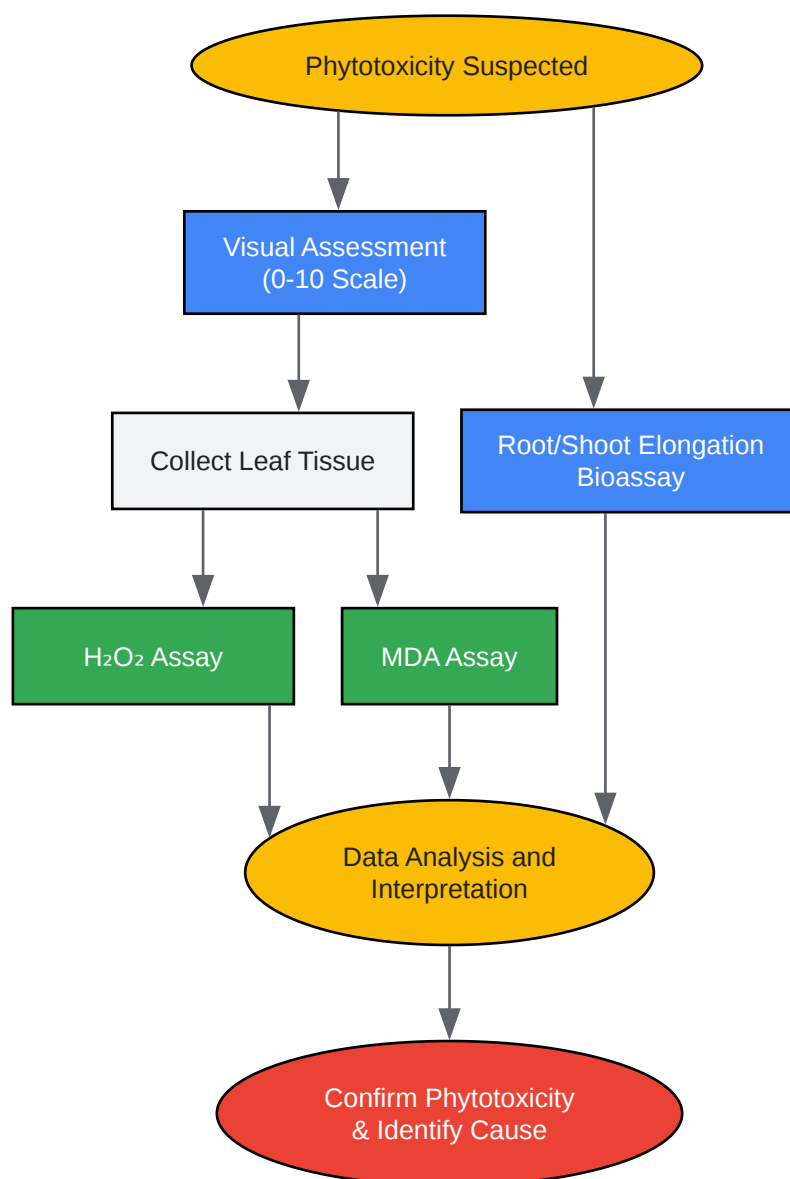 Phytotoxicity Suspected
Visual Assessment
(0-10 Scale)
Collect Leaf Tissue
Root/Shoot Elongation
Bioassay
H₂O₂ Assay
MDA Assay
Data Analysis and
Interpretation
Confirm Phytotoxicity
& Identify Cause